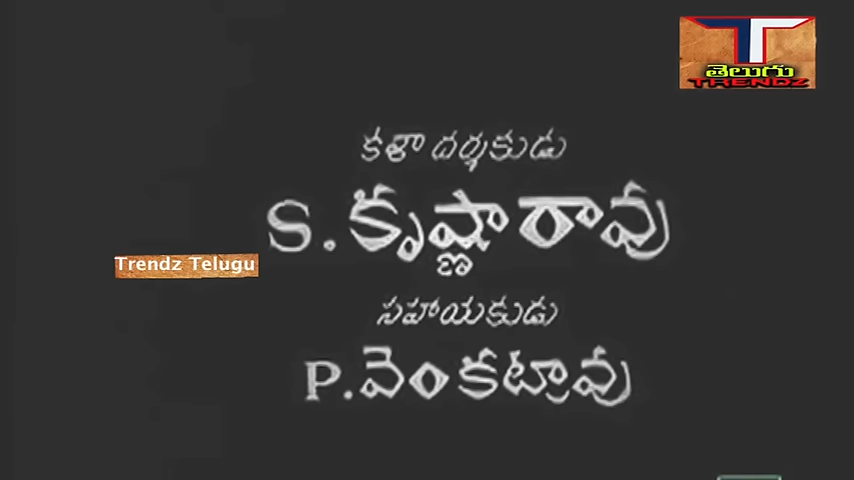 తెలుగు
TRENDZ
కళా దర్శకుడు
S. కృష్ణారావు
Trendz Telugu
సహాయకుడు
P. వెంకట్రావు